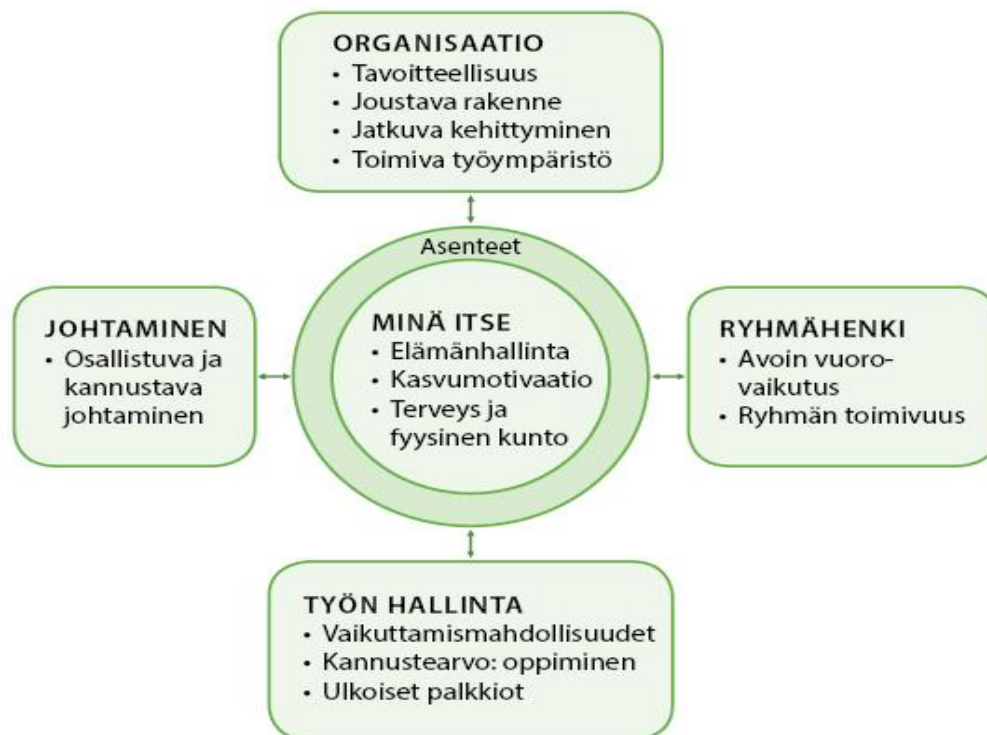 ORGANISAATIO
• Tavoitteellisuus
• Joustava rakenne
• Jatkuva kehittyminen
• Toimiva työympäristö
Asenteet
JOHTAMINEN
• Osallistuva ja
kannustava
johtaminen
MINÄ ITSE
• Elämänhallinta
• Kasvumotivaatio
• Terveys ja
fyysinen kunto
RYHMÄHENKI
• Avoin vuoro-
vaikutus
• Ryhmän toimivuus
TYÖN HALLINTA
• Vaikuttamismahdollisuudet
• Kannustearvo: oppiminen
• Ulkoiset palkkiot